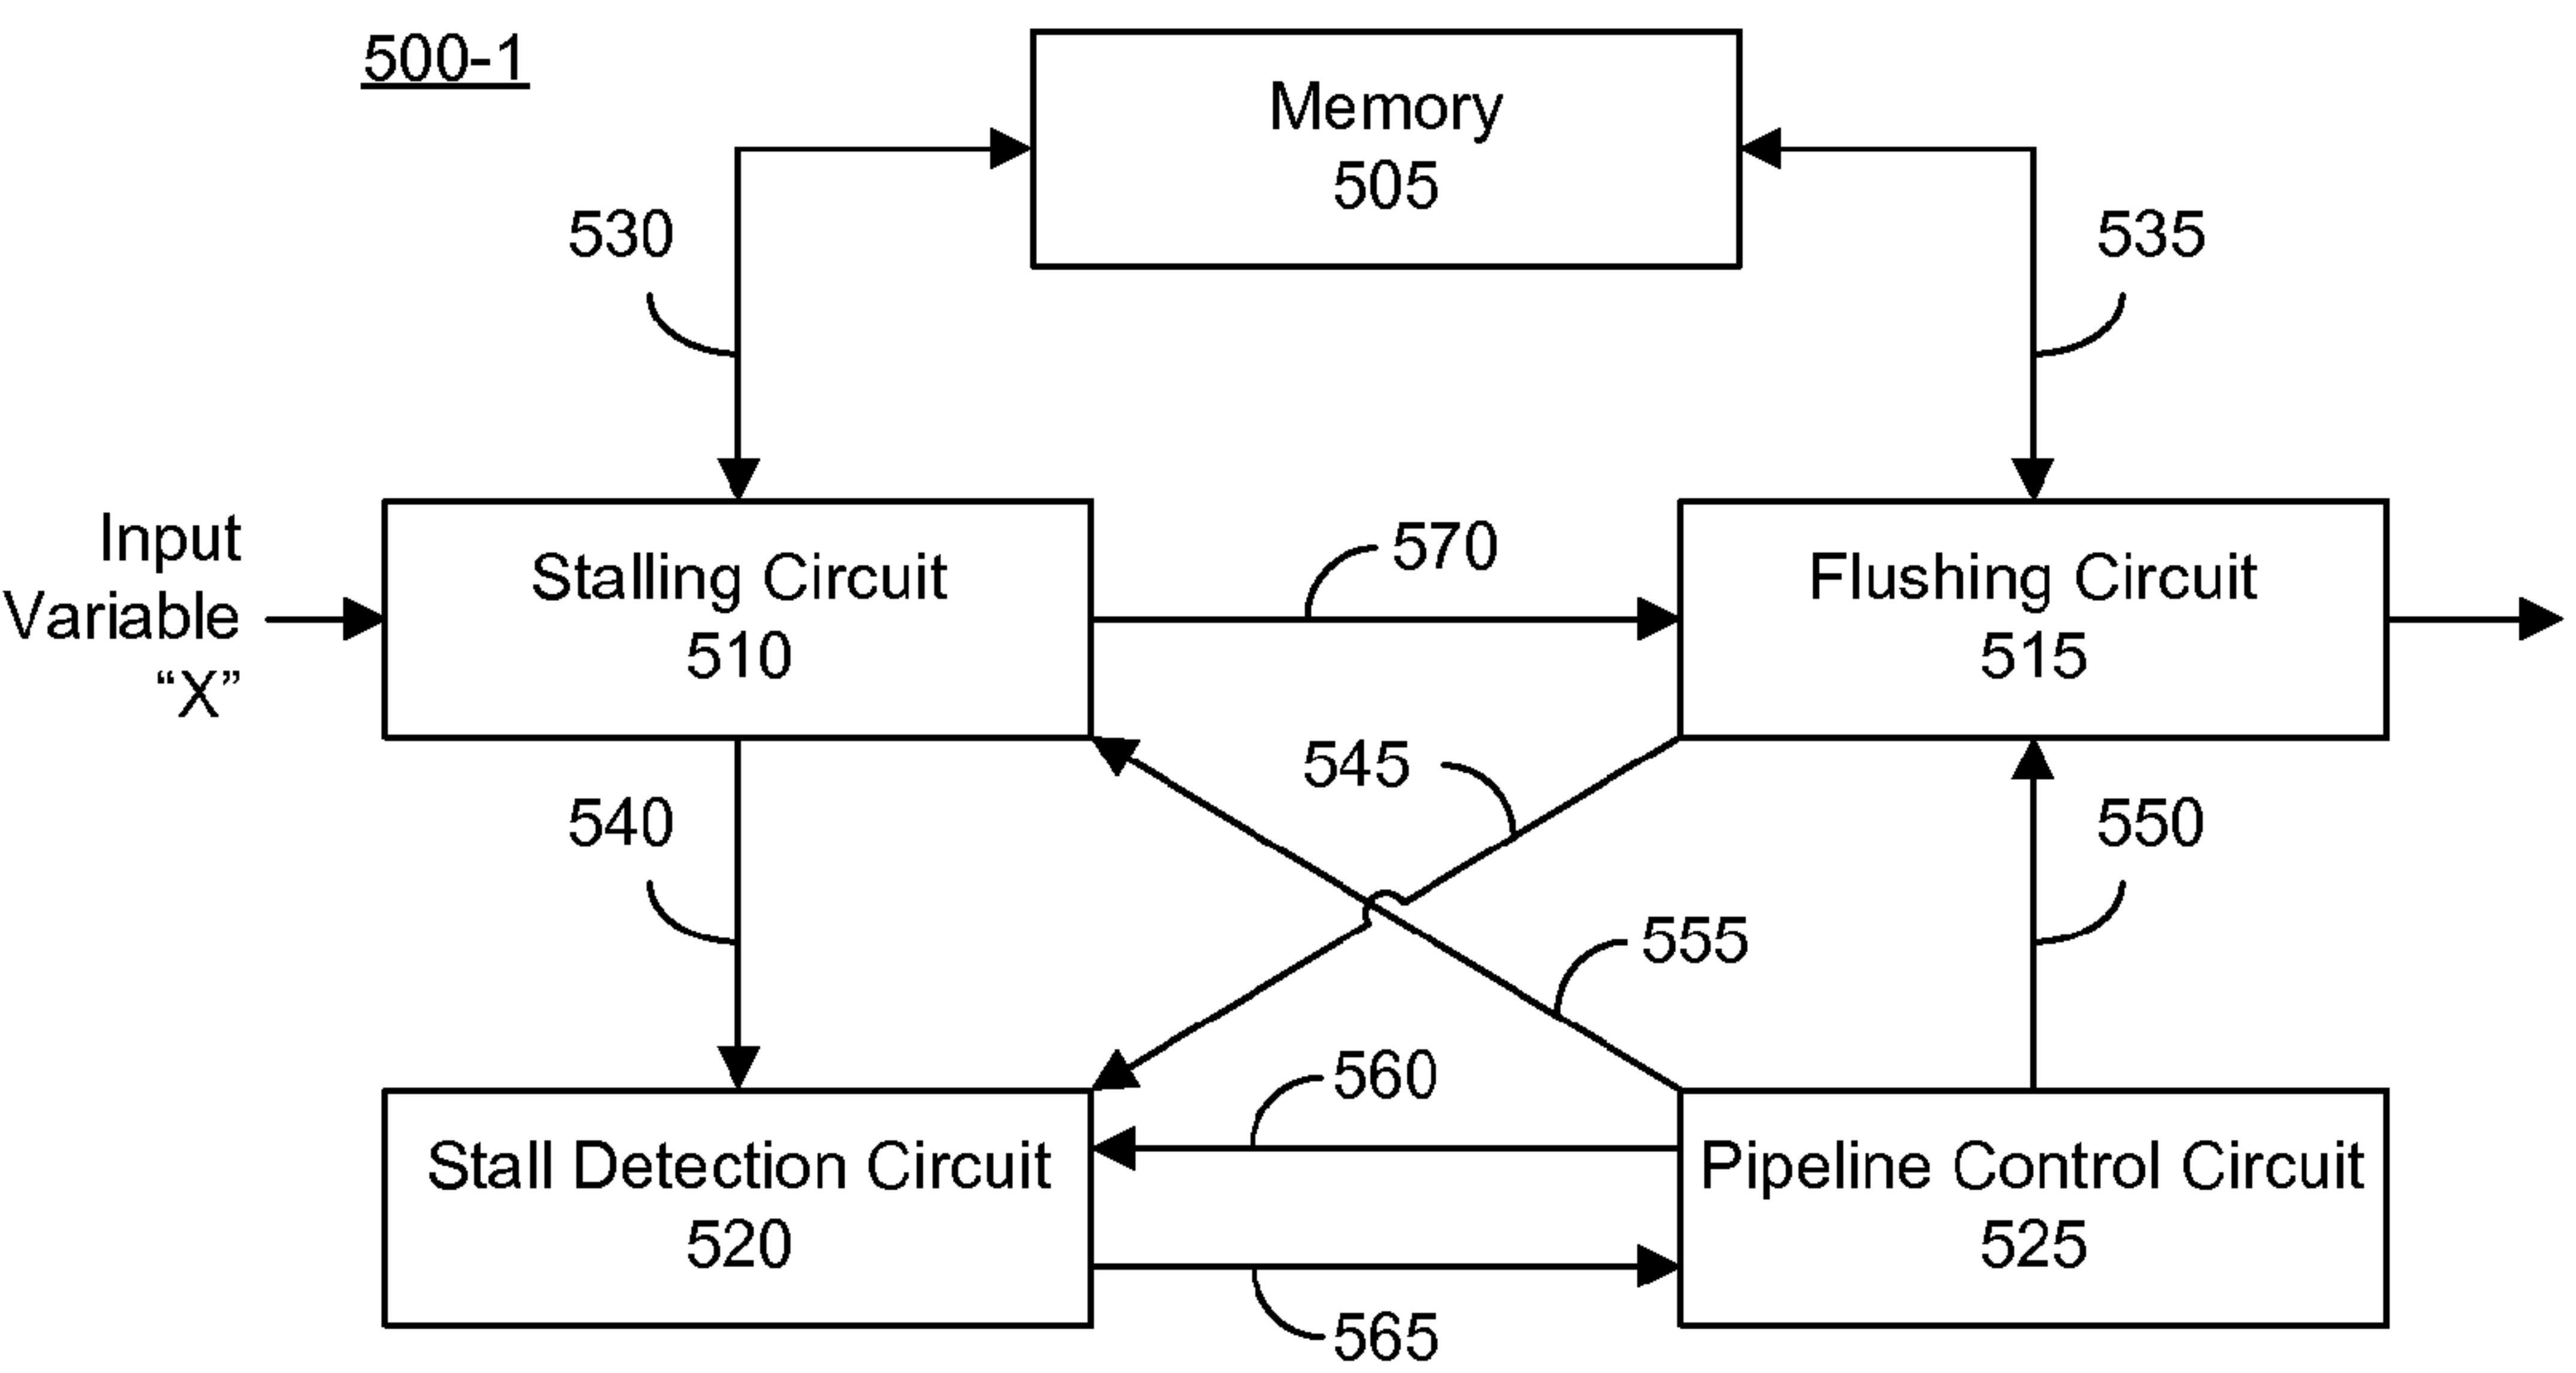 500-1
Memory
505
530
535
Input
Variable
“X”
Stalling Circuit
510
570
Flushing Circuit
515
545
540
550
555
560
Stall Detection Circuit
520
Pipeline Control Circuit
525
565